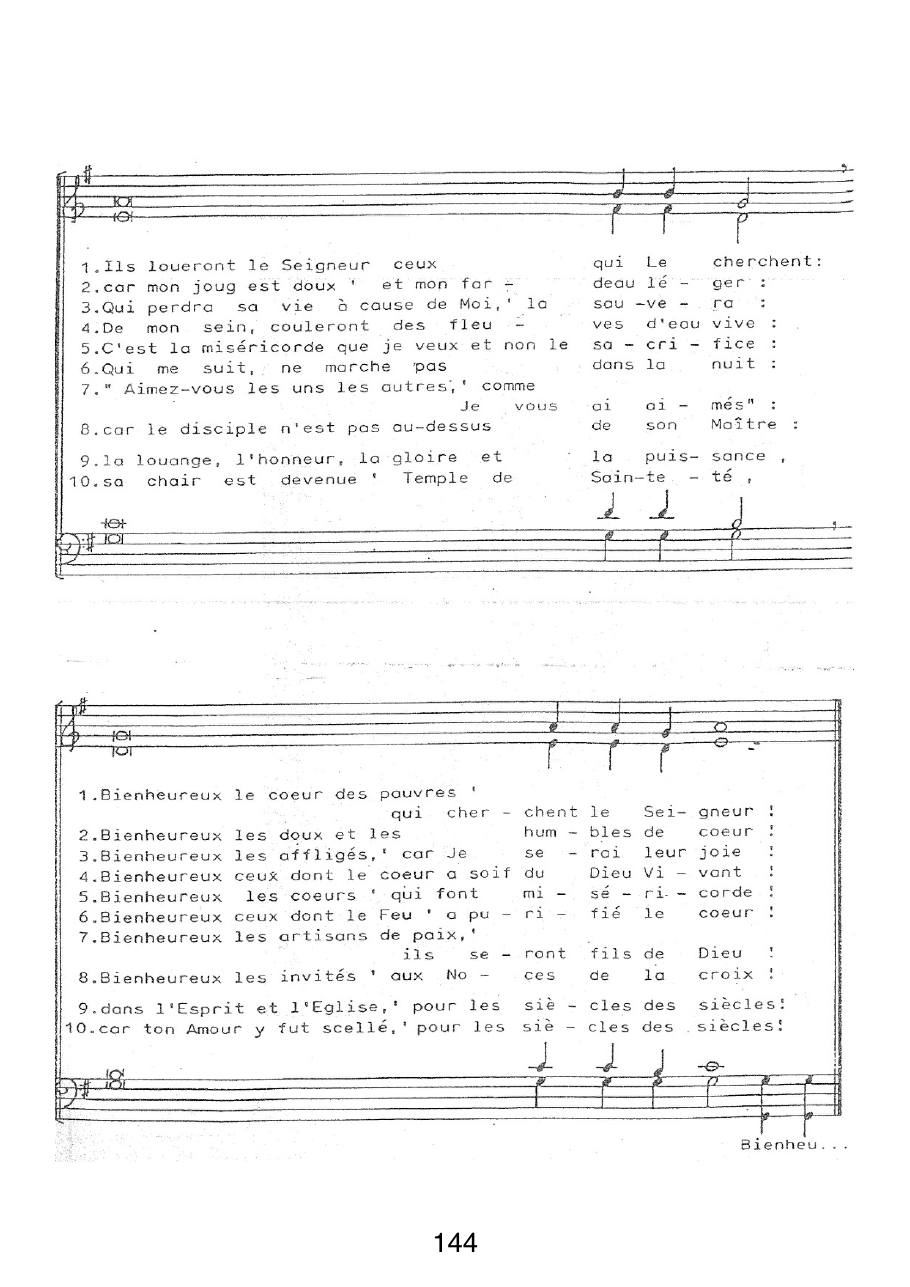 1.Ils loueront le Seigneur ceux qui Le cherchent:
2.car mon joug est doux ' et mon far - deau lé - ger :
3.Qui perdra sa vie à cause de Moi,' la sau -ve - ra :
4.De mon sein, couleront des fleu - ves d'eau vive :
5.C'est la miséricorde que je veux et non le sa - cri - fice :
6.Qui me suit, ne marche pas dans la nuit :
7." Aimez-vous les uns les autres,' comme
Je vous ai ai - més" :
8.car le disciple n'est pas au-dessus de son Maître :
9.la louange, l'honneur, la gloire et la puis- sance ,
10.sa chair est devenue ' Temple de Sain-te - té ,
1.Bienheureux le coeur des pauvres '
qui cher - chent le Sei- gneur !
2.Bienheureux les doux et les hum - bles de coeur !
3.Bienheureux les affligés,' car Je se - rai leur joie !
4.Bienheureux ceux dont le coeur a soif du Dieu Vi - vant !
5.Bienheureux les coeurs ' qui font mi - sé - ri - corde !
6.Bienheureux ceux dont le Feu ' a pu - ri - fié le coeur !
7.Bienheureux les artisans de paix,'
ils se - ront fils de Dieu !
8.Bienheureux les invités ' aux No - ces de la croix !
9.dans l'Esprit et l'Eglise,' pour les siè - cles des siècles!
10.car ton Amour y fut scellé,' pour les siè - cles des siècles!
Bienheu...
144